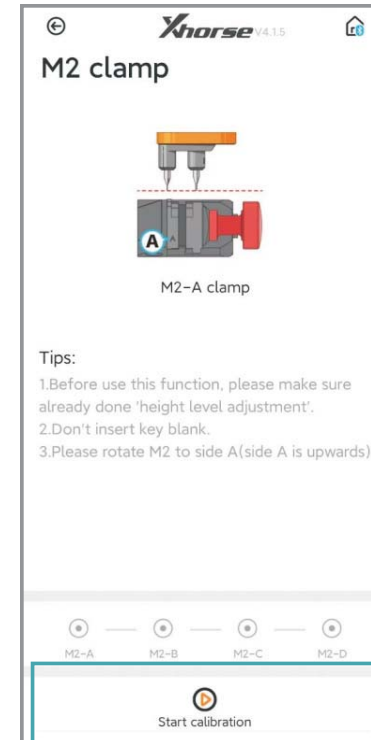 Xhorse V4.1.5
M2 clamp
A
M2-A clamp
Tips:
1.Before use this function, please make sure
already done 'height level adjustment'.
2.Don't insert key blank.
3.Please rotate M2 to side A(side A is upwards)
M2-A M2-B M2-C M2-D
Start calibration